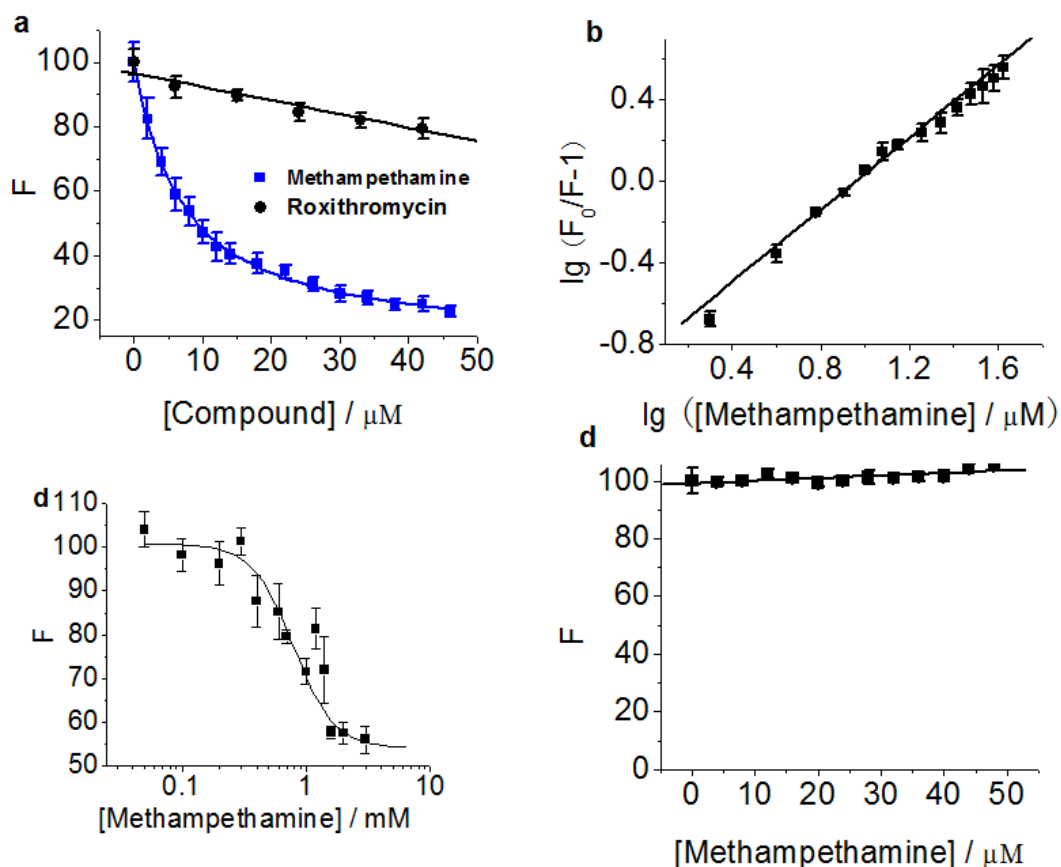 a
100
80
60
40
20
F
Methampethamine
Roxithromycin
0 10 20 30 40 50
[Compound] / μM
b
0.4
0.0
-0.4
-0.8
lg (F0/F-1)
0.4 0.8 1.2 1.6
lg ([Methampethamine] / μM)
d
110
100
90
80
70
60
50
F
0.1 1 10
[Methampethamine] / mM
d
100
80
60
40
20
0
F
0 10 20 30 40 50
[Methampethamine] / μM